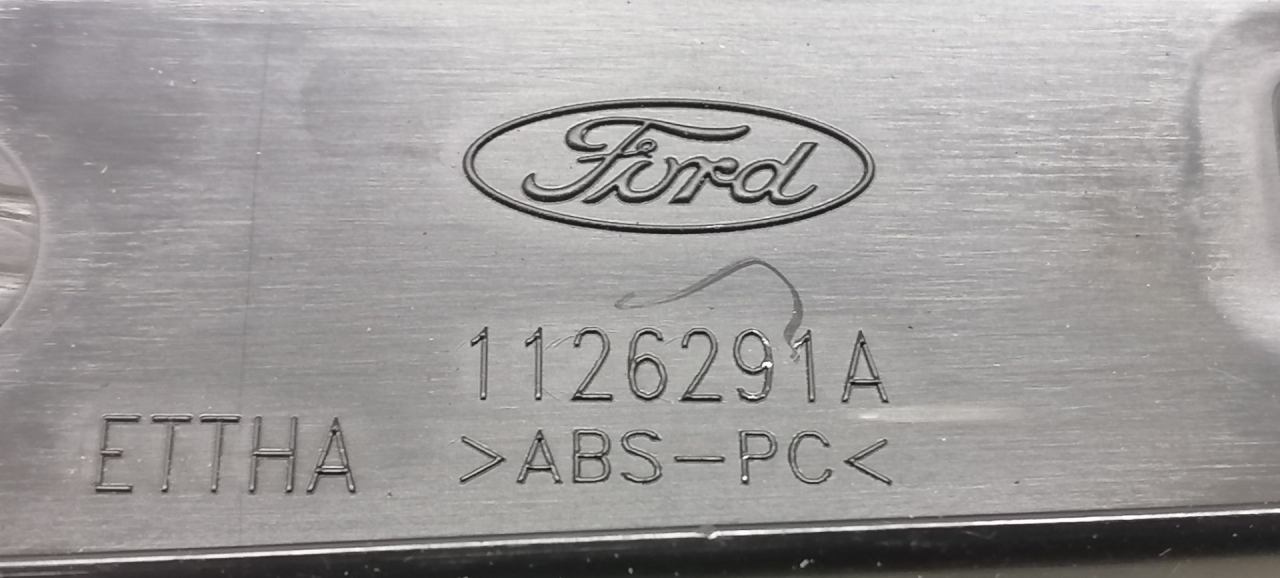 Ford
1126291A
ETTHA >ABS-PC<